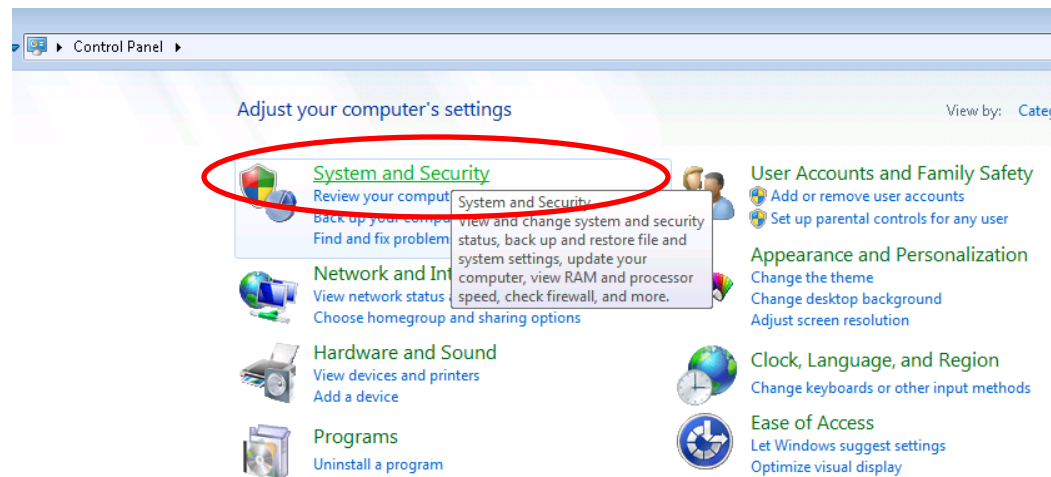 Control Panel
Adjust your computer's settings
View by: Categ
System and Security
Review your comput
Back up your compu
Find and fix problem
System and Security
View and change system and security
status, back up and restore file and
system settings, update your
computer, view RAM and processor
speed, check firewall, and more.
Network and Int
View network status
Choose homegroup and sharing options
Hardware and Sound
View devices and printers
Add a device
Programs
Uninstall a program
User Accounts and Family Safety
Add or remove user accounts
Set up parental controls for any user
Appearance and Personalization
Change the theme
Change desktop background
Adjust screen resolution
Clock, Language, and Region
Change keyboards or other input methods
Ease of Access
Let Windows suggest settings
Optimize visual display